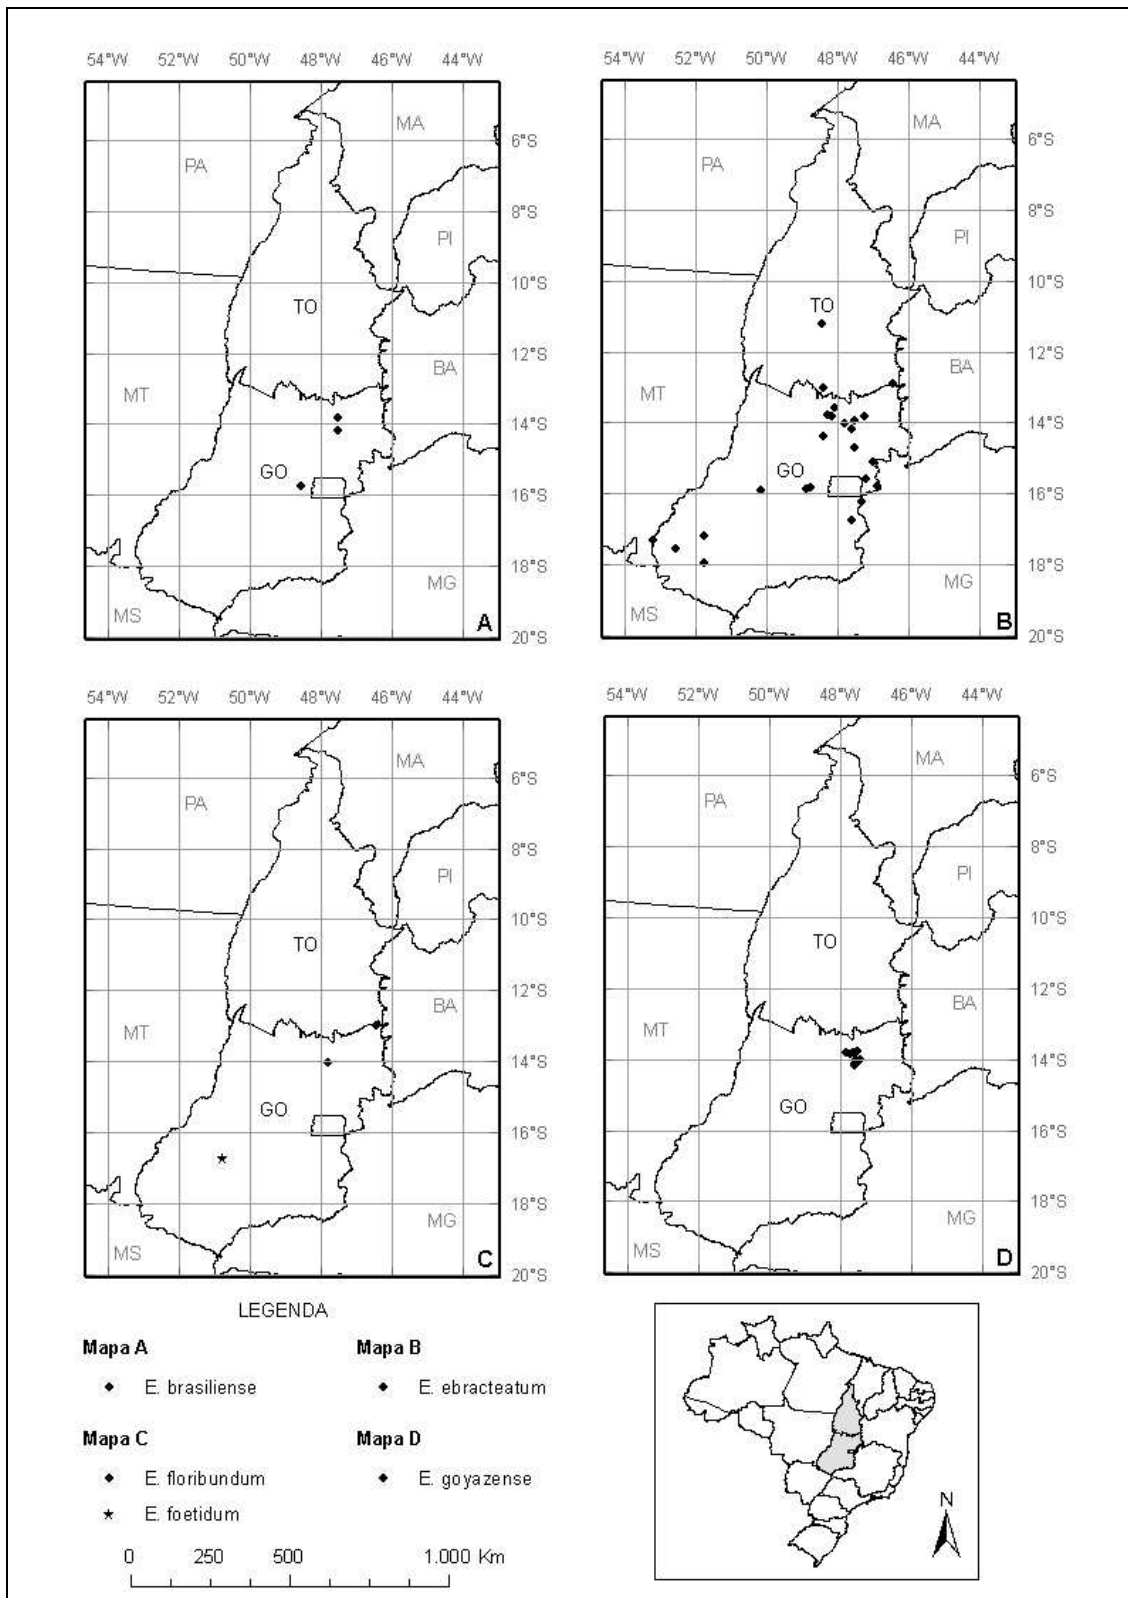 54°W 52°W 50°W 48°W 46°W 44°W
MA
6°S
PA
8°S
PI
10°S
TO
12°S
BA
MT
14°S
GO
16°S
MG
18°S
MS
A
20°S
54°W 52°W 50°W 48°W 46°W 44°W
MA
6°S
PA
8°S
PI
10°S
TO
12°S
BA
MT
14°S
GO
16°S
MG
18°S
MS
B
20°S
54°W 52°W 50°W 48°W 46°W 44°W
MA
6°S
PA
8°S
PI
10°S
TO
12°S
BA
MT
14°S
GO
16°S
MG
18°S
MS
C
20°S
54°W 52°W 50°W 48°W 46°W 44°W
MA
6°S
PA
8°S
PI
10°S
TO
12°S
BA
MT
14°S
GO
16°S
18°S
MG
MS
D
20°S
LEGENDA
Mapa A
E. brasiliense
Mapa B
E. ebracteatum
Mapa C
E. floribundum
E. foetidum
Mapa D
E. goyazense
0 250 500 1.000 Km
N